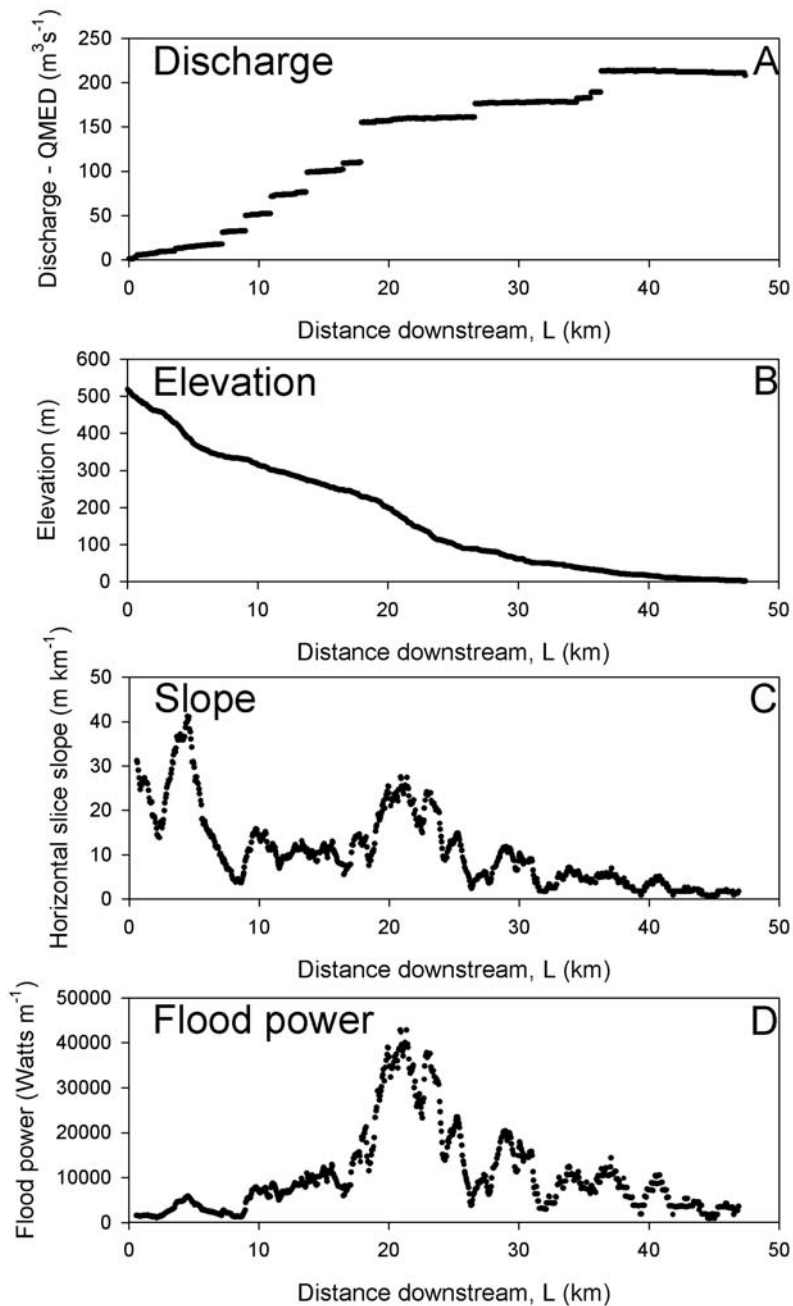 Discharge
A
Discharge - QMED (m³s⁻¹)
250
200
150
100
50
0
0 10 20 30 40 50
Distance downstream, L (km)
Elevation
B
Elevation (m)
600
500
400
300
200
100
0
0 10 20 30 40 50
Distance downstream, L (km)
Slope
C
Horizontal slice slope (m km⁻¹)
50
40
30
20
10
0
0 10 20 30 40 50
Distance downstream, L (km)
Flood power
D
Flood power (Watts m⁻¹)
50000
40000
30000
20000
10000
0
0 10 20 30 40 50
Distance downstream, L (km)